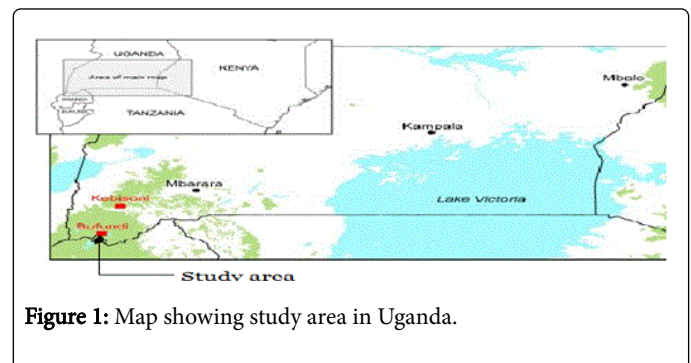 UGANDA
KENYA
Area of main map
TANZANIA
Mbale
Kampala
Mbarara
Kebisoni
Lake Victoria
Bufundi
Study area
Figure 1: Map showing study area in Uganda.